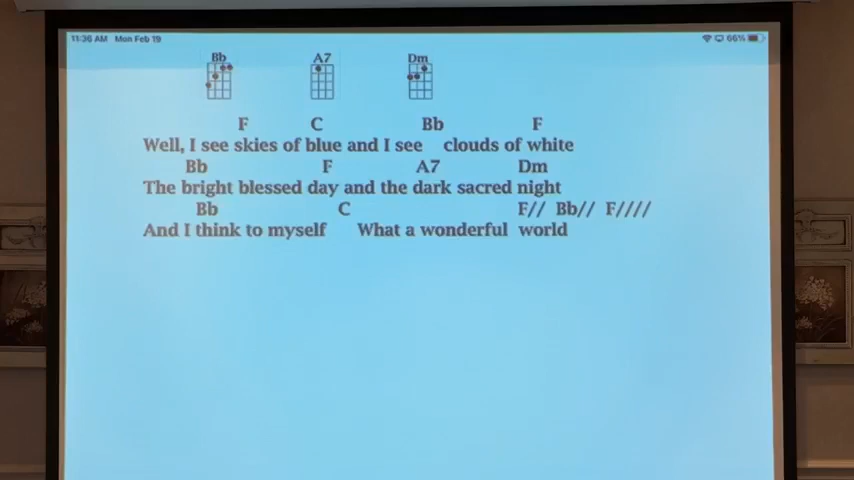 11:36 AM Mon Feb 19 66%
Bb A7 Dm
F C Bb F
Well, I see skies of blue and I see clouds of white
Bb F A7 Dm
The bright blessed day and the dark sacred night
Bb C F// Bb// F////
And I think to myself What a wonderful world